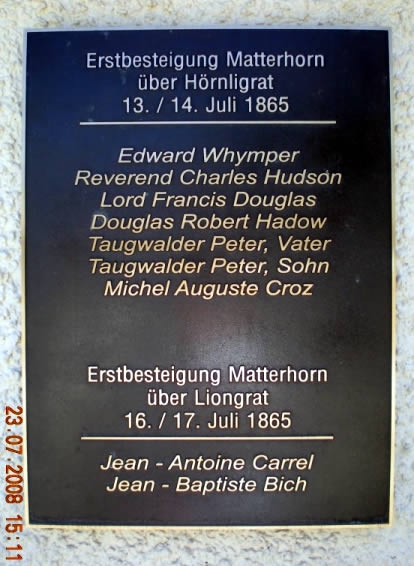 Erstbesteigung Matterhorn
über Hörnligrat
13. / 14. Juli 1865
Edward Whymper
Reverend Charles Hudson
Lord Francis Douglas
Douglas Robert Hadow
Taugwalder Peter, Vater
Taugwalder Peter, Sohn
Michel Auguste Croz
Erstbesteigung Matterhorn
über Liongrat
16. / 17. Juli 1865
Jean - Antoine Carrel
Jean - Baptiste Bich
23.07.2008 15:11